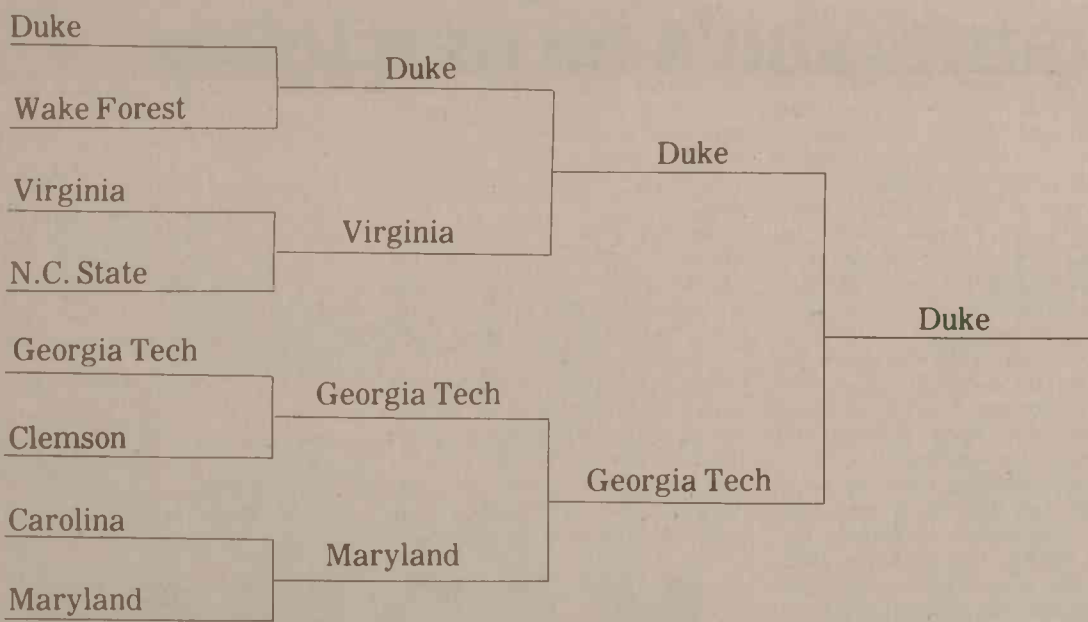 Duke
Wake Forest
Virginia
N.C. State
Georgia Tech
Clemson
Carolina
Maryland
Duke
Virginia
Georgia Tech
Maryland
Duke
Georgia Tech
Duke